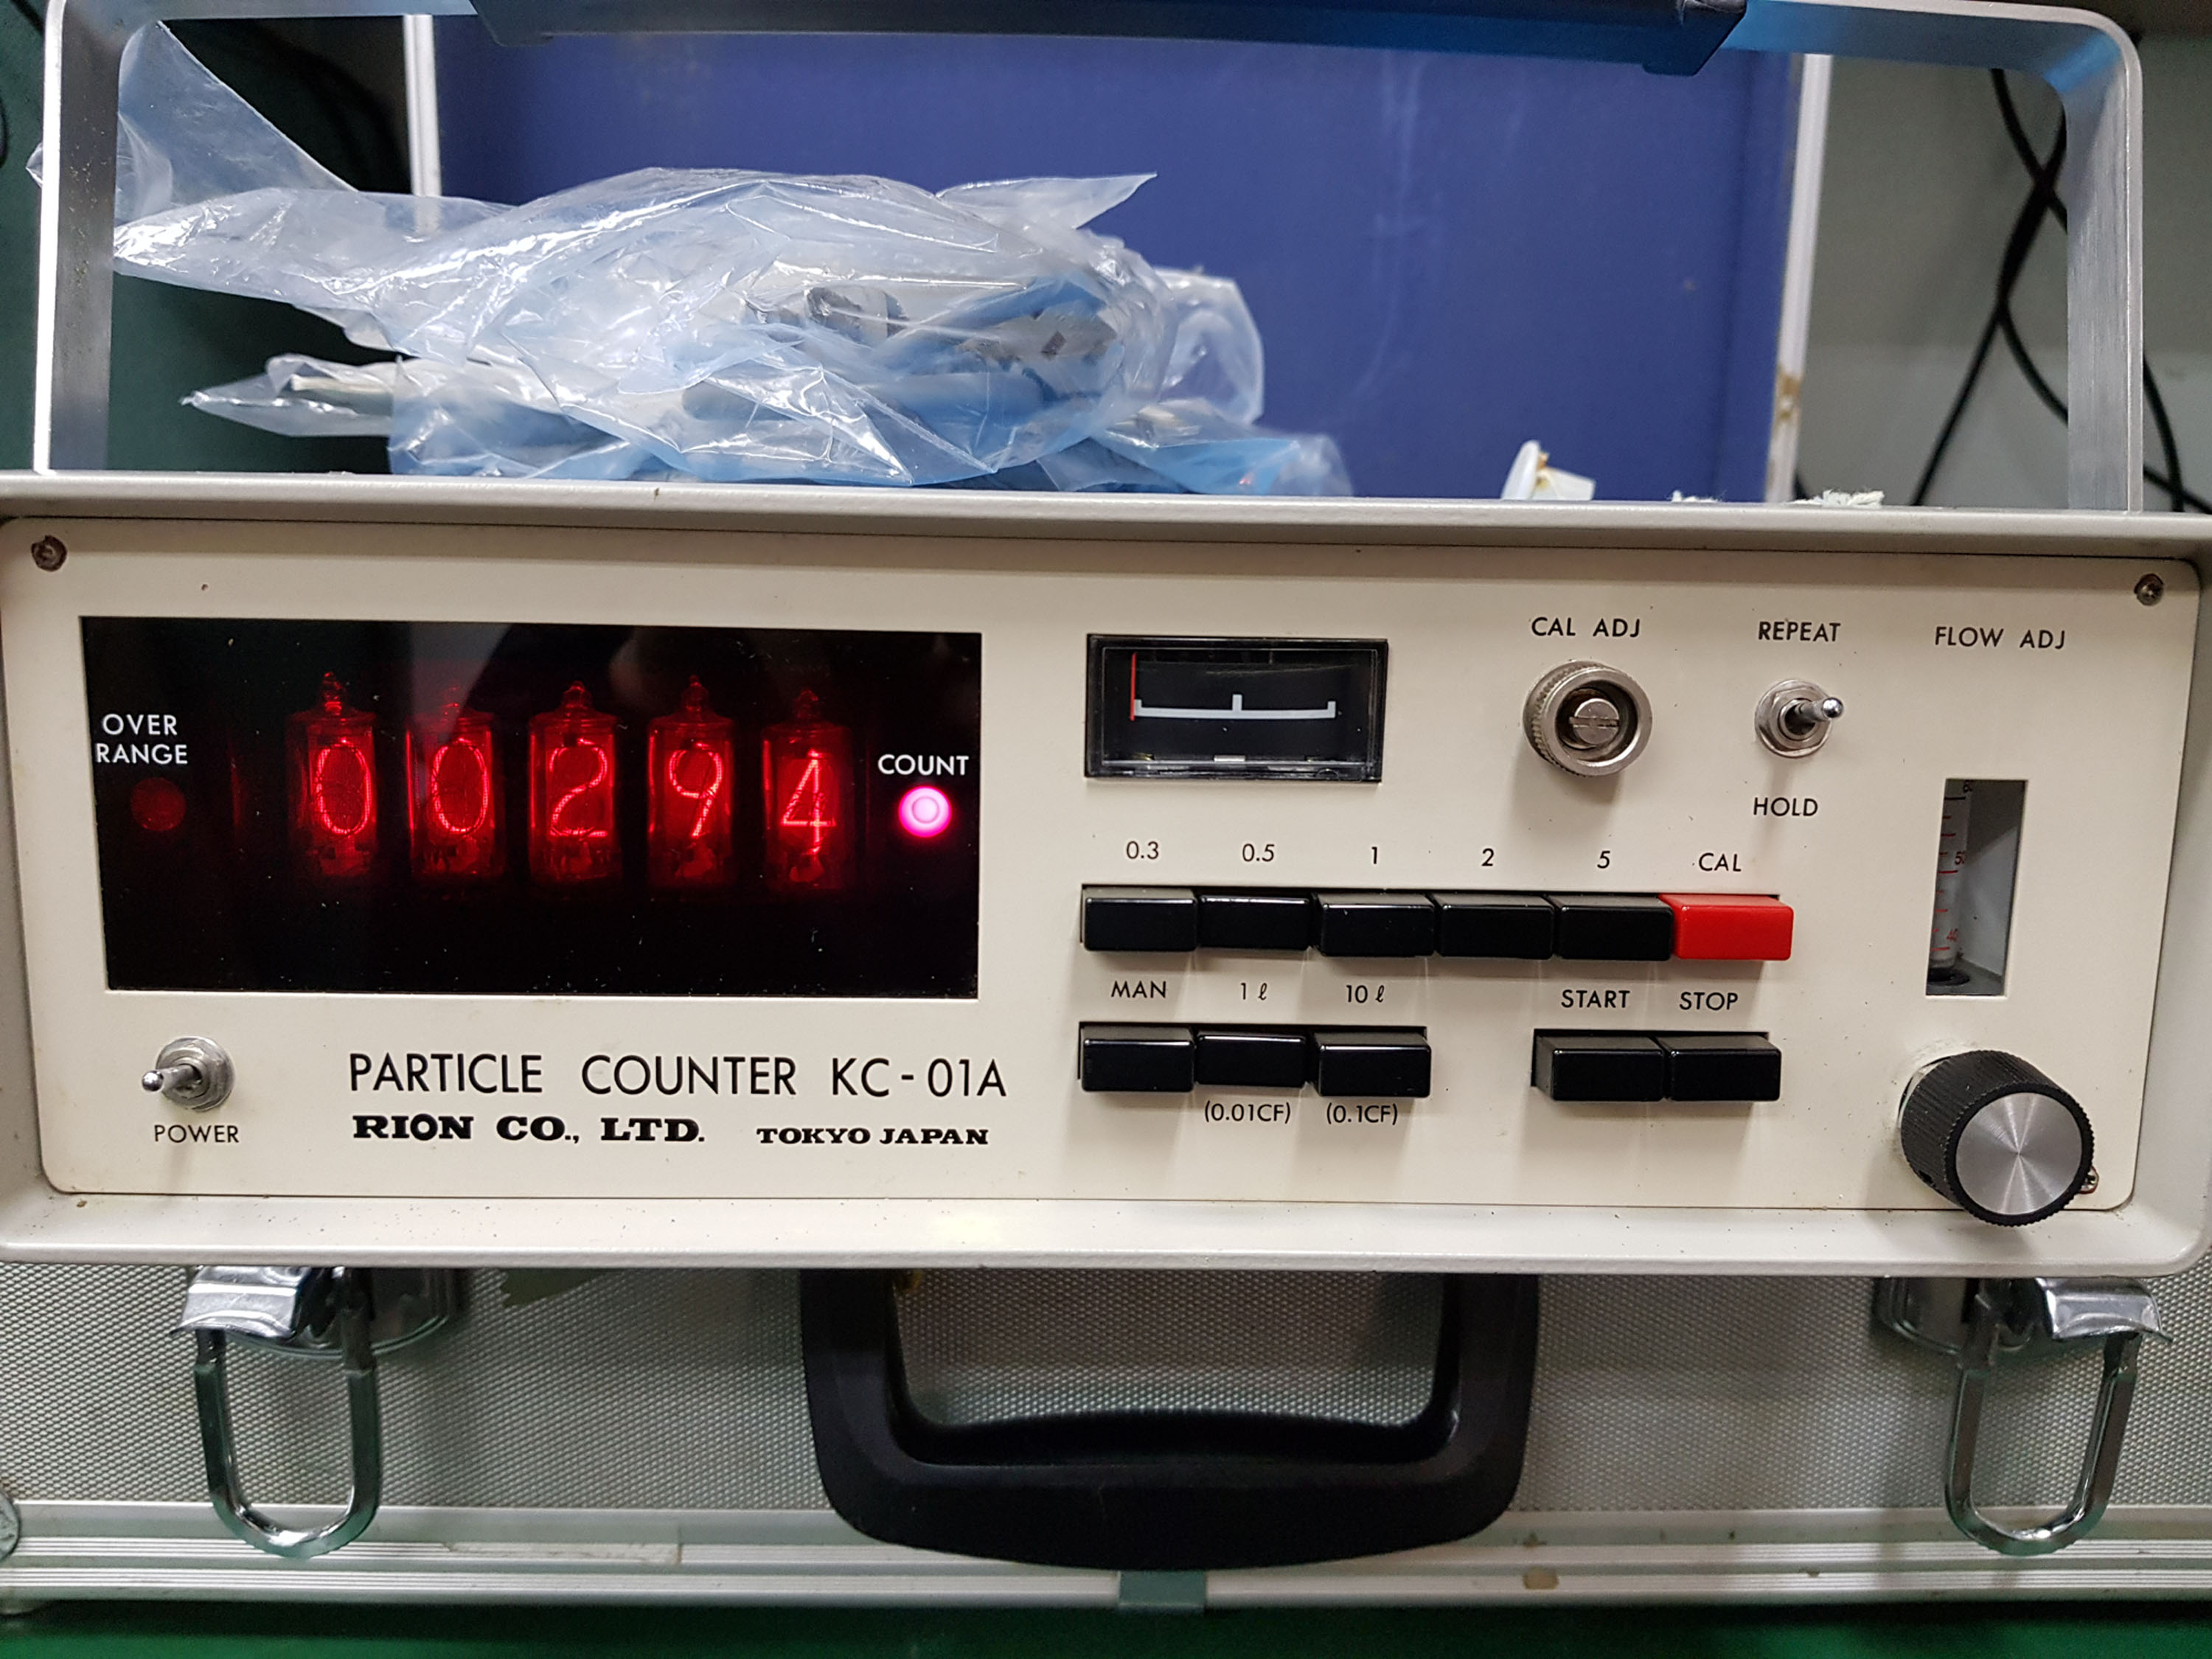 OVER
RANGE
00294
COUNT
CAL ADJ
REPEAT
HOLD
FLOW ADJ
0.3 0.5 1 2 5 CAL
MAN 1 ℓ 10 ℓ START STOP
(0.01CF) (0.1CF)
POWER
PARTICLE COUNTER KC-01A
RION CO., LTD. TOKYO JAPAN